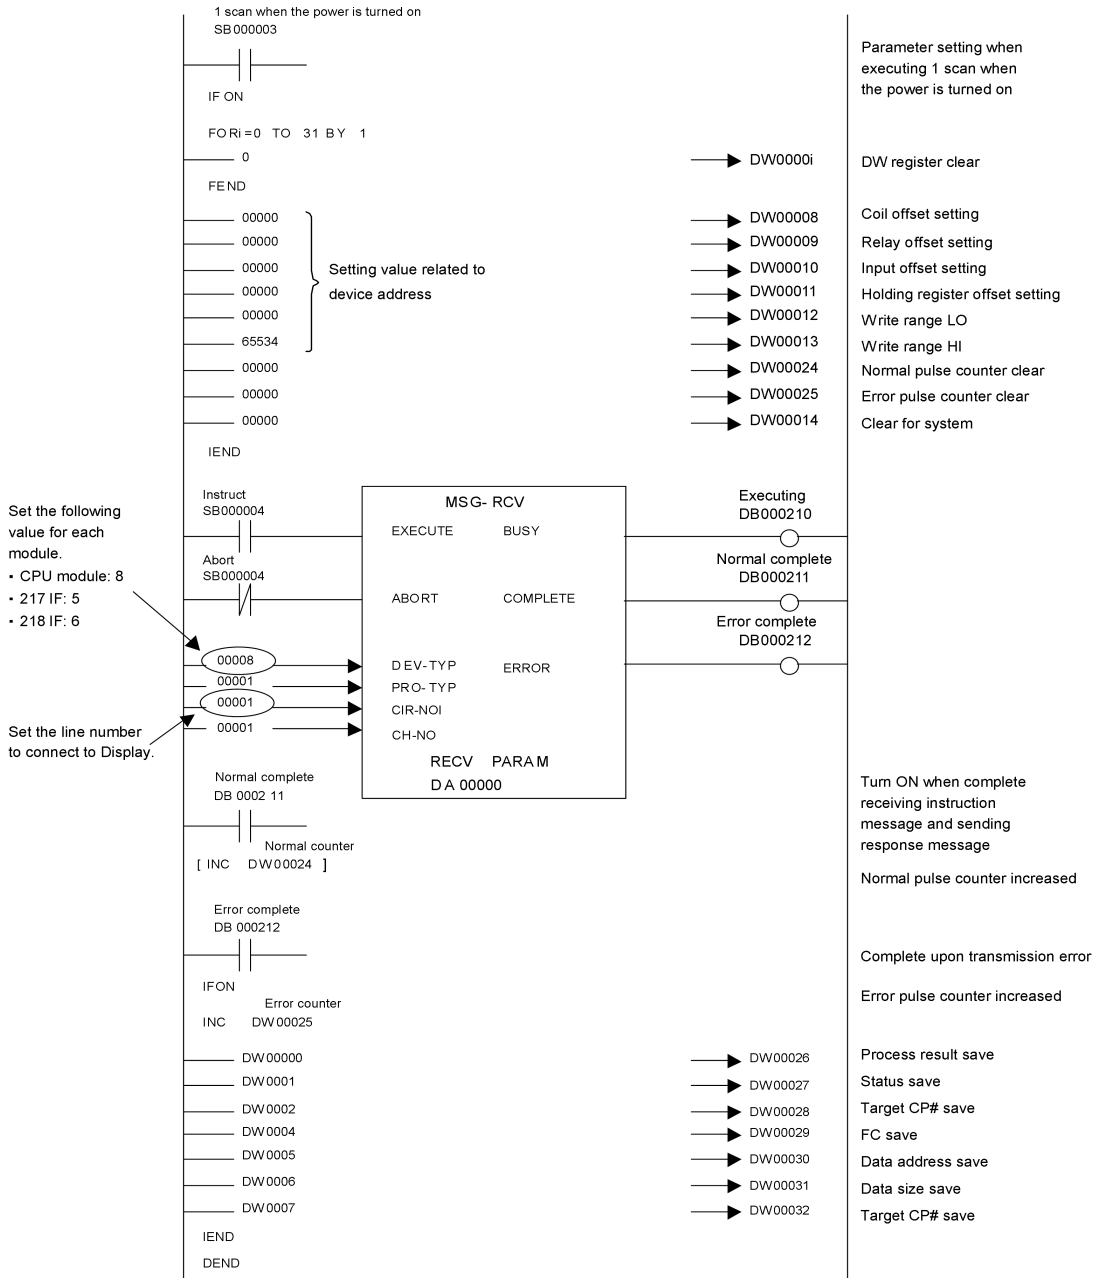 1 scan when the power is turned on
SB000003
Parameter setting when
executing 1 scan when
the power is turned on
IF ON
FORi=0 TO 31 BY 1
0 DW0000i DW register clear
FEND
00000 DW00008 Coil offset setting
00000 DW00009 Relay offset setting
00000 DW00010 Input offset setting
Setting value related to
device address
00000 DW00011 Holding register offset setting
00000 DW00012 Write range LO
65534 DW00013 Write range HI
00000 DW00024 Normal pulse counter clear
00000 DW00025 Error pulse counter clear
00000 DW00014 Clear for system
IEND
Set the following
value for each
module.
▪ CPU module: 8
▪ 217 IF: 5
▪ 218 IF: 6
Instruct
SB000004
MSG-RCV
EXECUTE BUSY
Executing
DB000210
Abort
SB000004
ABORT COMPLETE
Normal complete
DB000211
Error complete
DB000212
00008 DEV-TYP ERROR
00001 PRO-TYP
00001 CIR-NOI
00001 CH-NO
Set the line number
to connect to Display.
RECV PARAM
DA 00000
Normal complete
DB 0002 11
Turn ON when complete
receiving instruction
message and sending
response message
Normal counter
[ INC DW00024 ]
Normal pulse counter increased
Error complete
DB 000212
Complete upon transmission error
IFON
Error pulse counter increased
Error counter
INC DW00025
DW00000 DW00026 Process result save
DW0001 DW00027 Status save
DW0002 DW00028 Target CP# save
DW0004 DW00029 FC save
DW0005 DW00030 Data address save
DW0006 DW00031 Data size save
DW0007 DW00032 Target CP# save
IEND
DEND